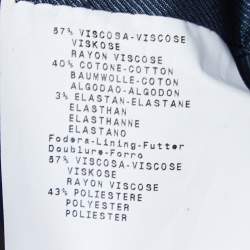 57% VISCOSA-VISCOSE
VISKOSE
RAYON VISCOSE
40% COTONE-COTTON
BAUMWOLLE-COTON
ALGODAO-ALGODON
3% ELASTAN-ELASTANE
ELASTHAN
ELASTHANNE
ELASTANO
Fodera-Lining-Futter
Doublure-Forro
57% VISCOSA-VISCOSE
VISKOSE
RAYON VISCOSE
43% POLIESTERE
POLYESTER
POLIESTER